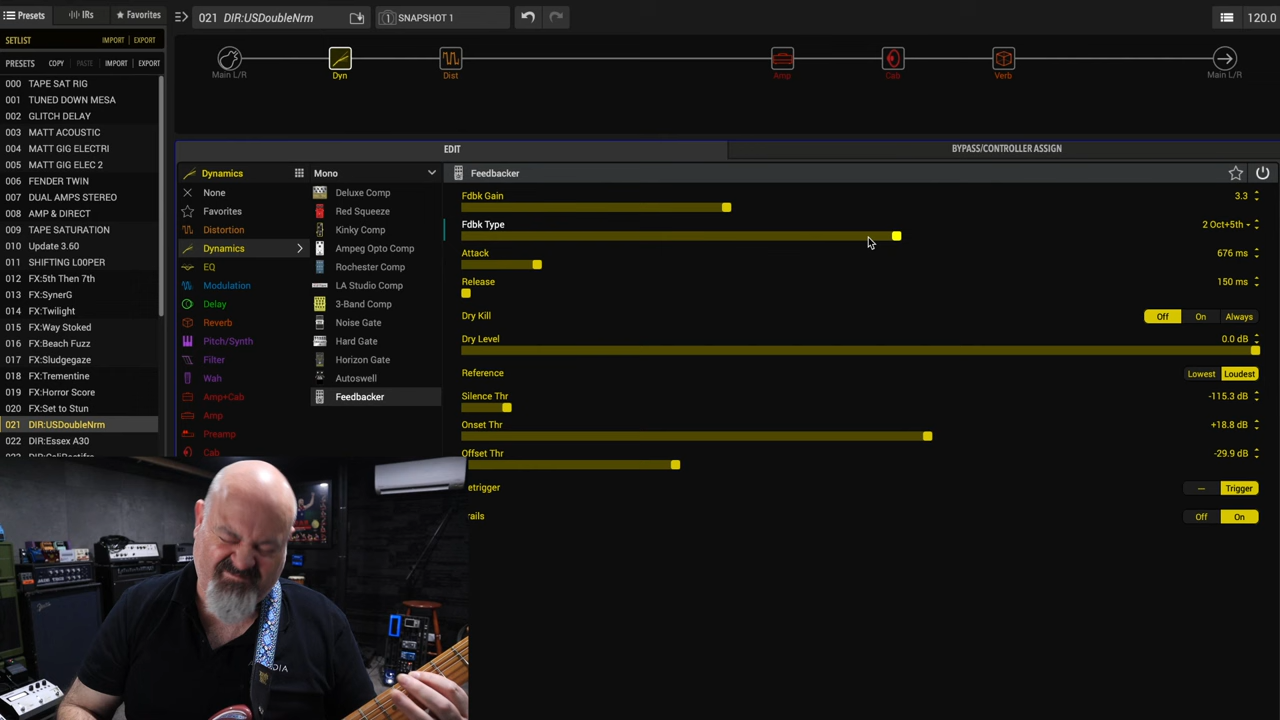 Presets IRs Favorites
021 DIR:USDoubleNrm
1 SNAPSHOT 1
120.0
SETLIST IMPORT EXPORT
PRESETS COPY PASTE IMPORT EXPORT
000 TAPE SAT RIG
001 TUNED DOWN MESA
002 GLITCH DELAY
003 MATT ACOUSTIC
004 MATT GIG ELECTRI
005 MATT GIG ELEC 2
006 FENDER TWIN
007 DUAL AMPS STEREO
008 AMP & DIRECT
009 TAPE SATURATION
010 Update 3.60
011 SHIFTING L00PER
012 FX:5th Then 7th
013 FX:SynerG
014 FX:Twilight
015 FX:Way Stoked
016 FX:Beach Fuzz
017 FX:Sludgegaze
018 FX:Trementine
019 FX:Horror Score
020 FX:Set to Stun
021 DIR:USDoubleNrm
022 DIR:Essex A30
Main L/R
Dyn
Dist
Amp
Cab
Verb
Main L/R
EDIT
BYPASS/CONTROLLER ASSIGN
Dynamics
None
Favorites
Distortion
Dynamics
EQ
Modulation
Delay
Reverb
Pitch/Synth
Filter
Wah
Amp+Cab
Amp
Preamp
Cab
Mono
Deluxe Comp
Red Squeeze
Kinky Comp
Ampeg Opto Comp
Rochester Comp
LA Studio Comp
3-Band Comp
Noise Gate
Hard Gate
Horizon Gate
Autoswell
Feedbacker
Feedbacker
Fdbk Gain 3.3
Fdbk Type 2 Oct+5th
Attack 676 ms
Release 150 ms
Dry Kill Off On Always
Dry Level 0.0 dB
Reference Lowest Loudest
Silence Thr -115.3 dB
Onset Thr +18.8 dB
Offset Thr -29.9 dB
etrigger — Trigger
ails Off On